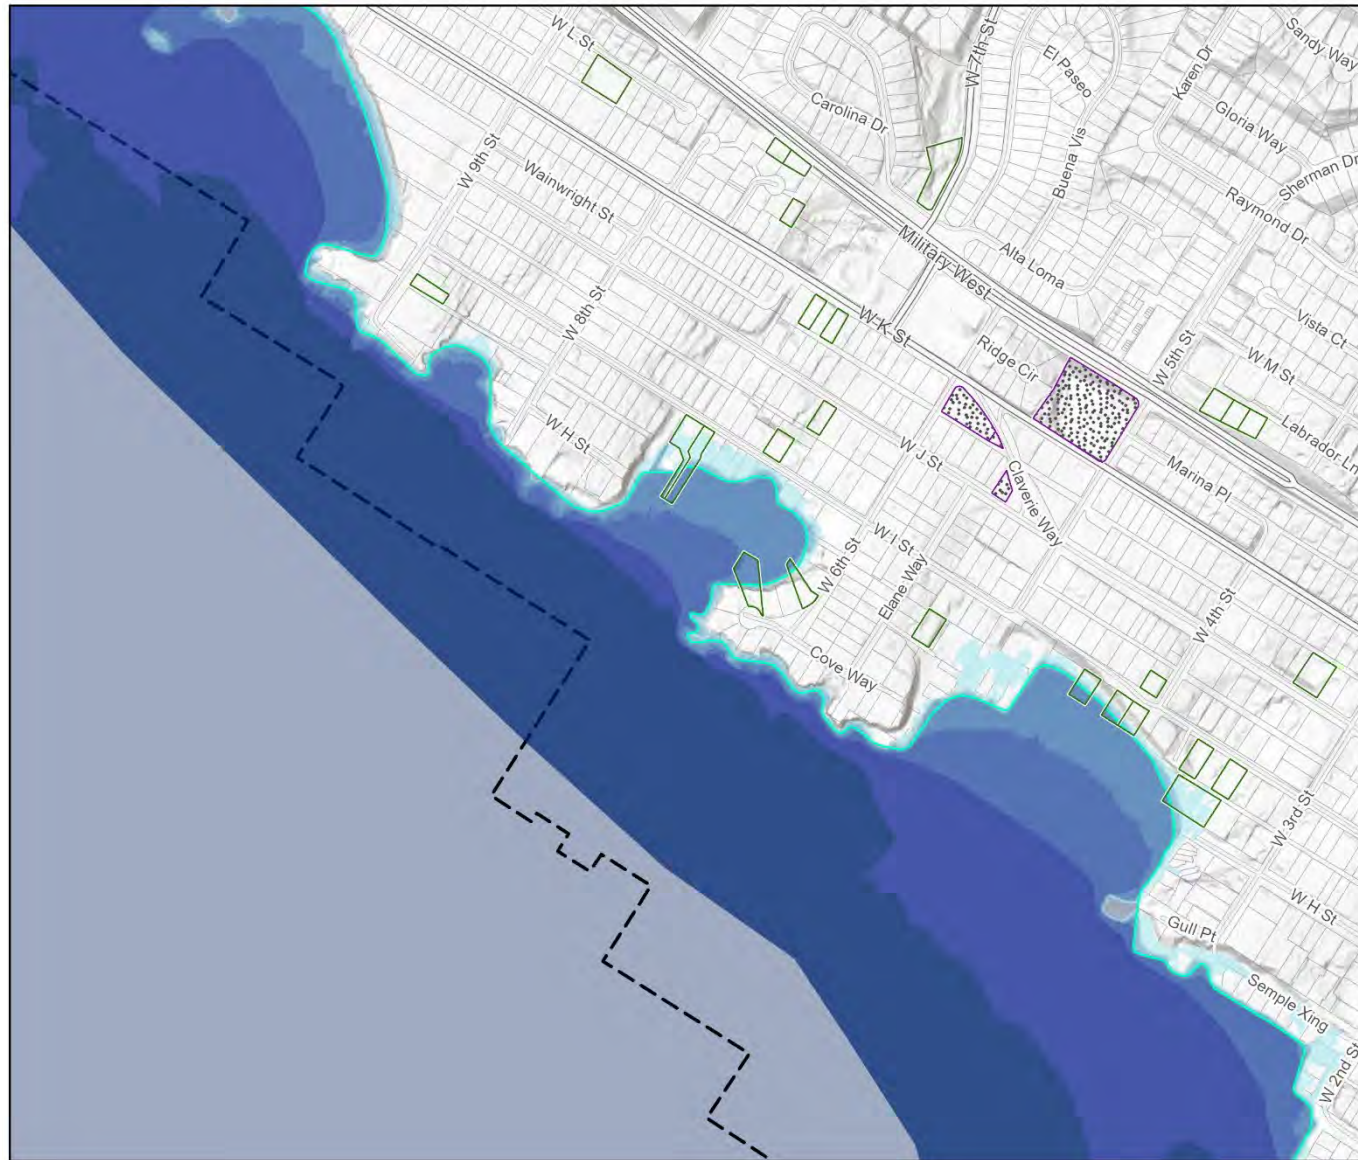 W L St
W 7th St
El Paseo
Sandy Way
Karen Dr
Carolina Dr
Gloria Way
Buena Vis
Sherman Dr
W 9th St
Wainwright St
Raymond Dr
Military West
Alta Loma
W 8th St
W K St
Vista Ct
Ridge Cir
W 5th St
W M St
Labrador Ln
W H St
W J St
Claverie Way
Marina Pl
W I St
W 6th St
Elane Way
W 4th St
Cove Way
W 3rd St
W H St
Gull Pt
Semple Xing
W 2nd St